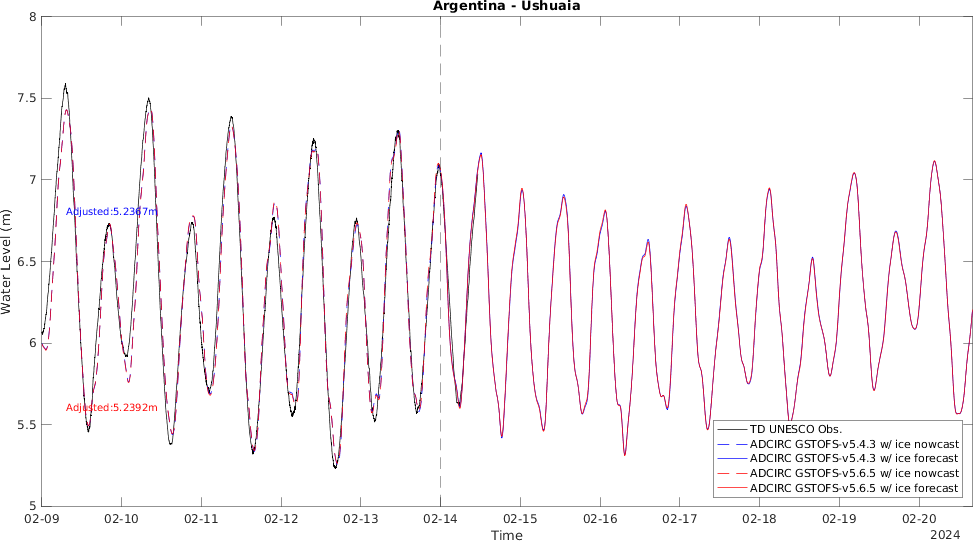 Argentina - Ushuaia
8
7.5
7
6.5
6
5.5
5
Water Level (m)
Adjusted:5.2367m
Adjusted:5.2392m
TD UNESCO Obs.
ADCIRC GSTOFS-v5.4.3 w/ ice nowcast
ADCIRC GSTOFS-v5.4.3 w/ ice forecast
ADCIRC GSTOFS-v5.6.5 w/ ice nowcast
ADCIRC GSTOFS-v5.6.5 w/ ice forecast
02-09 02-10 02-11 02-12 02-13 02-14 02-15 02-16 02-17 02-18 02-19 02-20
Time
2024